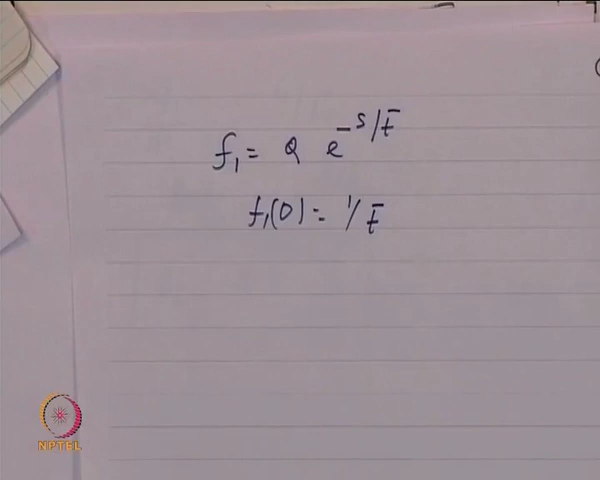 f₁ = Q e^{-s/t̄}
f₁(0) = 1/t̄
NPTEL